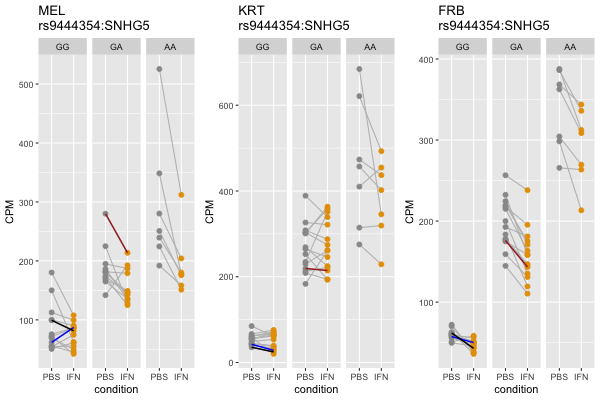 MEL
rs9444354:SNHG5
GG GA AA
500
400
300
200
100
CPM
PBS IFN PBS IFN PBS IFN
condition
KRT
rs9444354:SNHG5
GG GA AA
600
400
200
0
CPM
PBS IFN PBS IFN PBS IFN
condition
FRB
rs9444354:SNHG5
GG GA AA
400
300
200
100
CPM
PBS IFN PBS IFN PBS IFN
condition